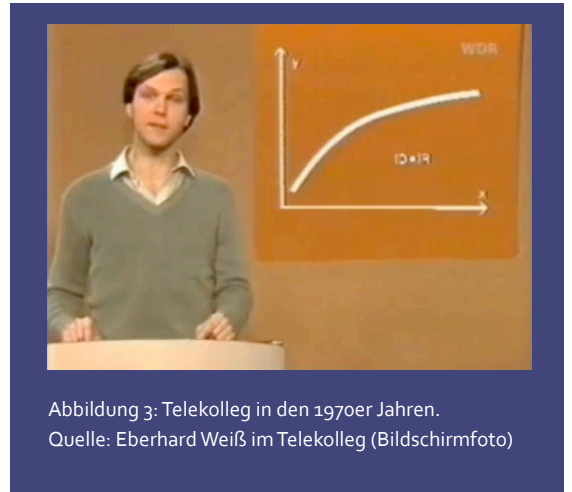 WDR
Y
ID=IR
X
Abbildung 3: Telekolleg in den 1970er Jahren.
Quelle: Eberhard Weiß im Telekolleg (Bildschirmfoto)